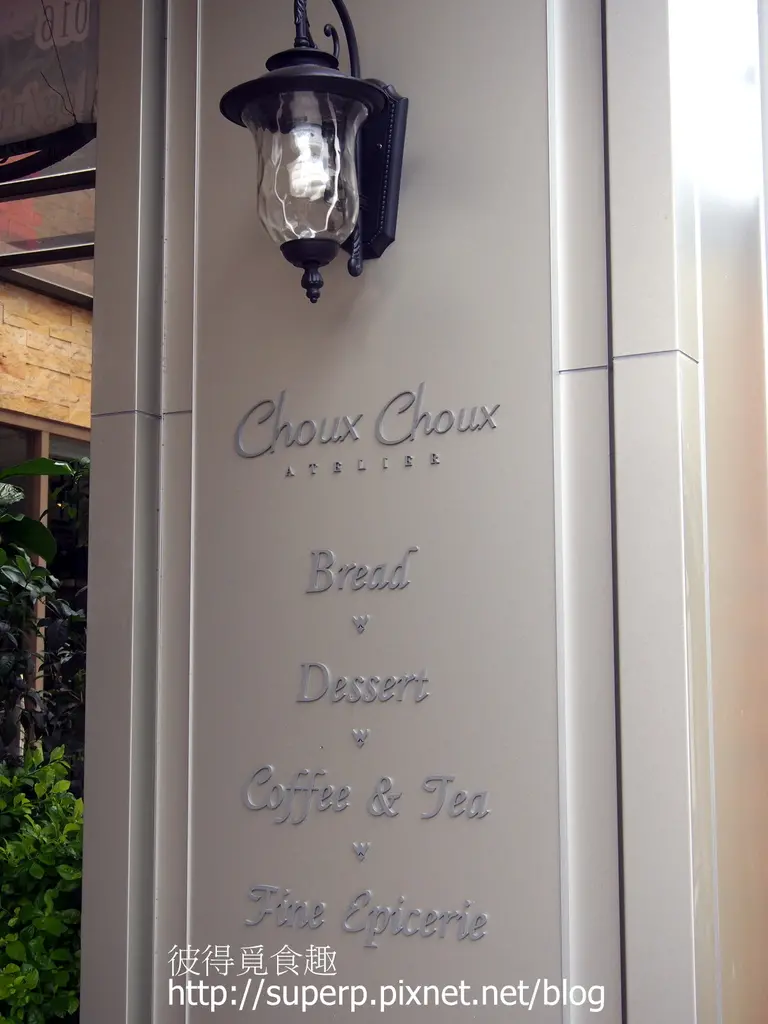 Choux Choux
ATELIER
Bread
Dessert
Coffee & Tea
Fine Epicerie
彼得覓食趣
http://superp.pixnet.net/blog